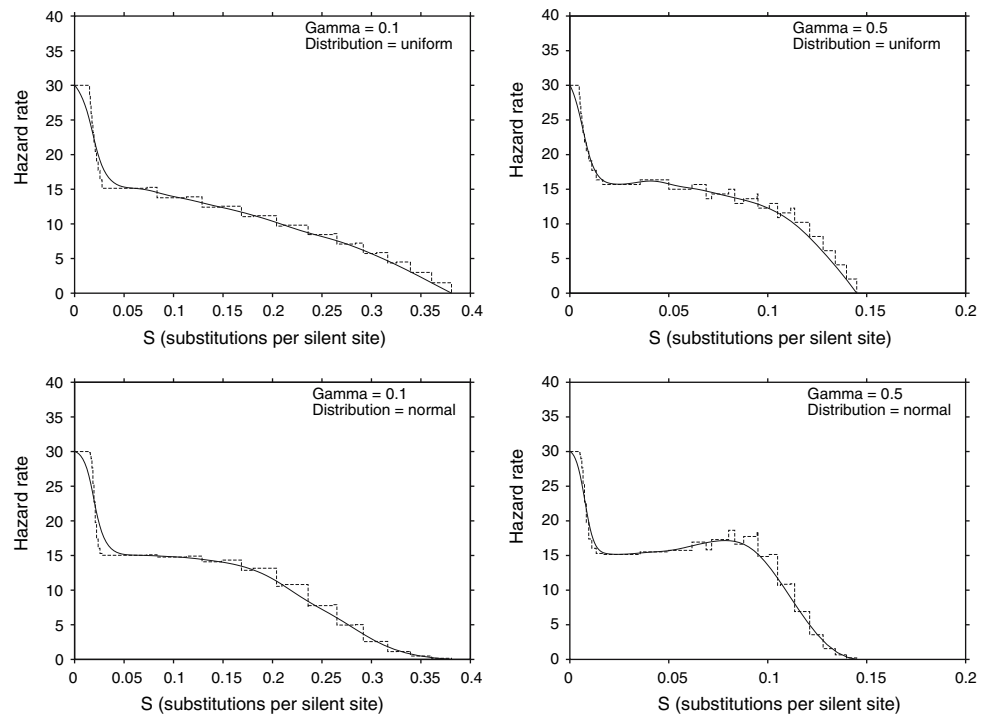 Gamma = 0.1
Distribution = uniform
Hazard rate
40
35
30
25
20
15
10
5
0
0 0.05 0.1 0.15 0.2 0.25 0.3 0.35 0.4
S (substitutions per silent site)
Gamma = 0.5
Distribution = uniform
Hazard rate
40
35
30
25
20
15
10
5
0
0 0.05 0.1 0.15 0.2
S (substitutions per silent site)
Gamma = 0.1
Distribution = normal
Hazard rate
40
35
30
25
20
15
10
5
0
0 0.05 0.1 0.15 0.2 0.25 0.3 0.35 0.4
S (substitutions per silent site)
Gamma = 0.5
Distribution = normal
Hazard rate
40
35
30
25
20
15
10
5
0
0 0.05 0.1 0.15 0.2
S (substitutions per silent site)